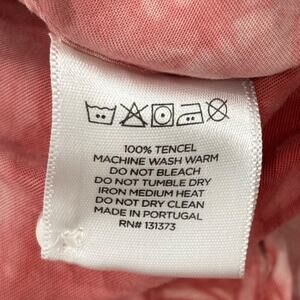 100% TENCEL
MACHINE WASH WARM
DO NOT BLEACH
DO NOT TUMBLE DRY
IRON MEDIUM HEAT
DO NOT DRY CLEAN
MADE IN PORTUGAL
RN# 131373